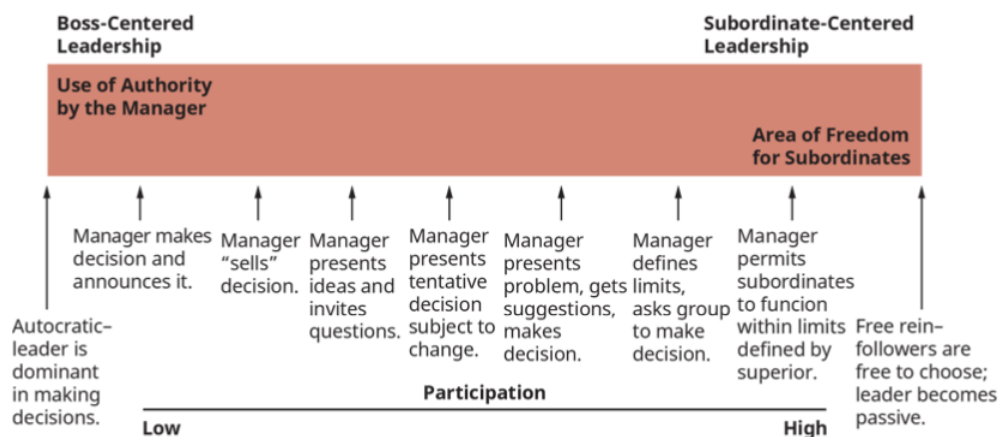 Boss-Centered
Leadership
Subordinate-Centered
Leadership
Use of Authority
by the Manager
Area of Freedom
for Subordinates
Autocratic–
leader is
dominant
in making
decisions.
Manager makes
decision and
announces it.
Manager
“sells”
decision.
Manager
presents
ideas and
invites
questions.
Manager
presents
tentative
decision
subject to
change.
Manager
presents
problem, gets
suggestions,
makes
decision.
Manager
defines
limits,
asks group
to make
decision.
Manager
permits
subordinates
to funcion
within limits
defined by
superior.
Free rein–
followers are
free to choose;
leader becomes
passive.
Participation
Low
High